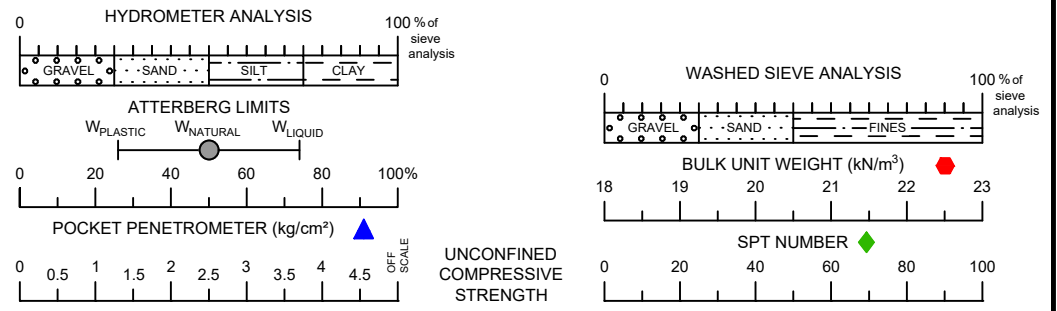 HYDROMETER ANALYSIS
0 100 % of
sieve
analysis
GRAVEL SAND SILT CLAY
ATTERBERG LIMITS
WPLASTIC WNATURAL WLIQUID
0 20 40 60 80 100%
POCKET PENETROMETER (kg/cm²)
0 0.5 1 1.5 2 2.5 3 3.5 4 4.5 OFF SCALE
UNCONFINED
COMPRESSIVE
STRENGTH
WASHED SIEVE ANALYSIS
0 100 % of
sieve
analysis
GRAVEL SAND FINES
BULK UNIT WEIGHT (kN/m³)
18 19 20 21 22 23
SPT NUMBER
0 20 40 60 80 100